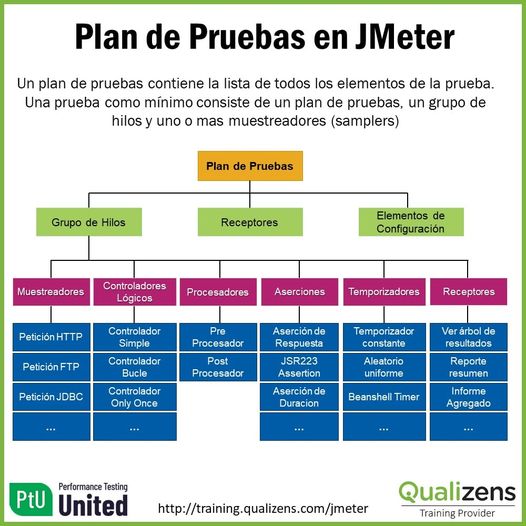 Plan de Pruebas en JMeter
Un plan de pruebas contiene la lista de todos los elementos de la prueba.
Una prueba como mínimo consiste de un plan de pruebas, un grupo de
hilos y uno o mas muestreadores (samplers)
Plan de Pruebas
Grupo de Hilos
Receptores
Elementos de
Configuración
Muestreadores
Controladores
Lógicos
Procesadores
Aserciones
Temporizadores
Receptores
Petición HTTP
Controlador
Simple
Pre
Procesador
Aserción de
Respuesta
Temporizador
constante
Ver árbol de
resultados
Petición FTP
Controlador
Bucle
Post
Procesador
JSR223
Assertion
Aleatorio
uniforme
Reporte
resumen
Petición JDBC
Controlador
Only Once
Aserción de
Duracion
Beanshell Timer
Informe
Agregado
...
...
...
...
...
PtU
Performance Testing
United
http://training.qualizens.com/jmeter
Qualizens
Training Provider